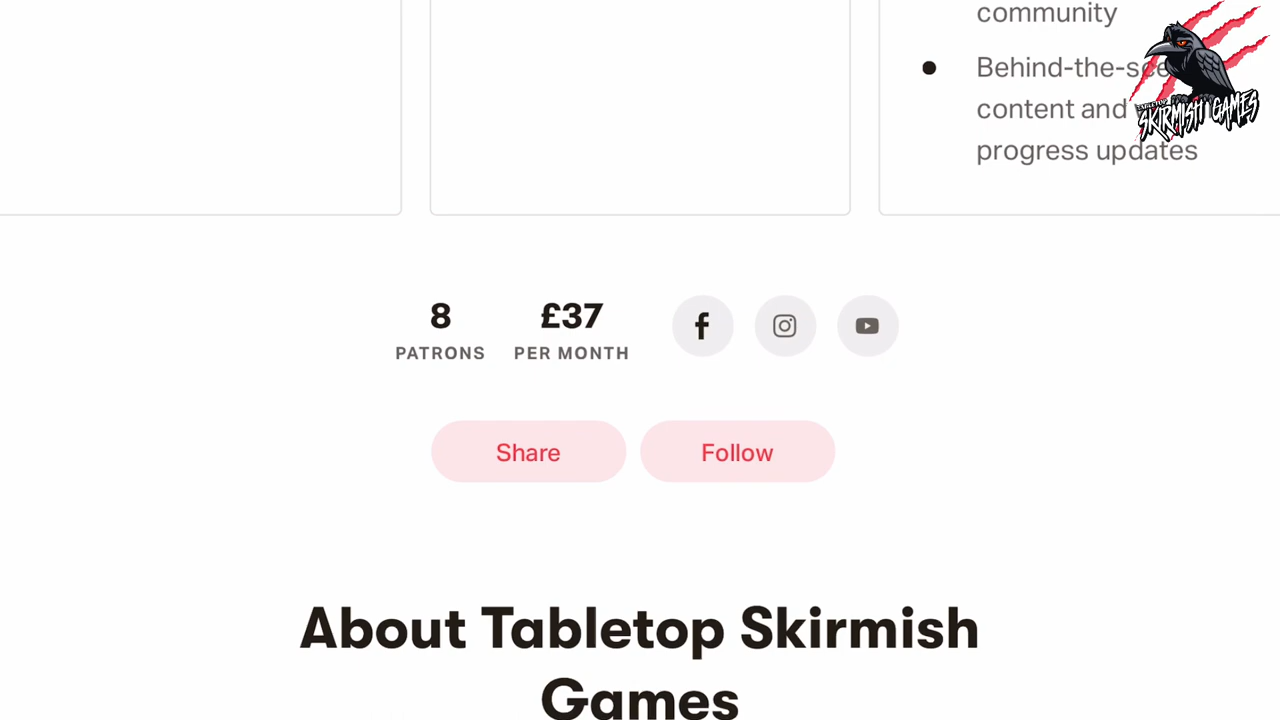 community
Behind-the-sce
content and
progress updates
SKIRMISH GAMES
8
£37
PATRONS
PER MONTH
Share
Follow
About Tabletop Skirmish
Games